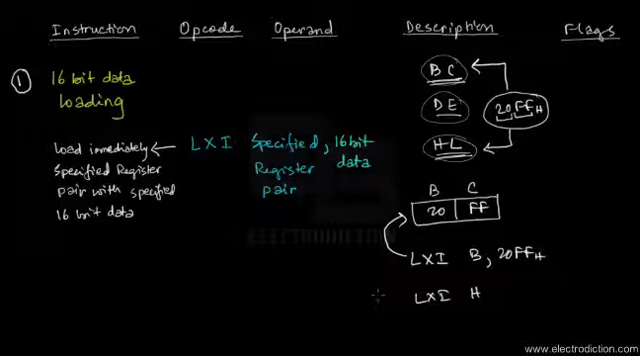 Instruction Opcode Operand Description Flags
1 16 bit data
Loading
BC
DE
20FFH
HL
Load immediately LXI Specified, 16 bit
Specified Register Register data
pair with specified pair
16 bit data
B C
20 FF
LXI B, 20FFH
LXI H
www.electrodiction.com